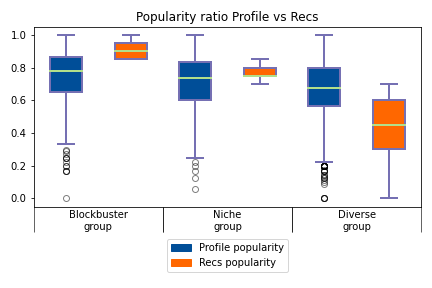 Popularity ratio Profile vs Recs
1.0
0.8
0.6
0.4
0.2
0.0
Blockbuster
group
Niche
group
Diverse
group
Profile popularity
Recs popularity